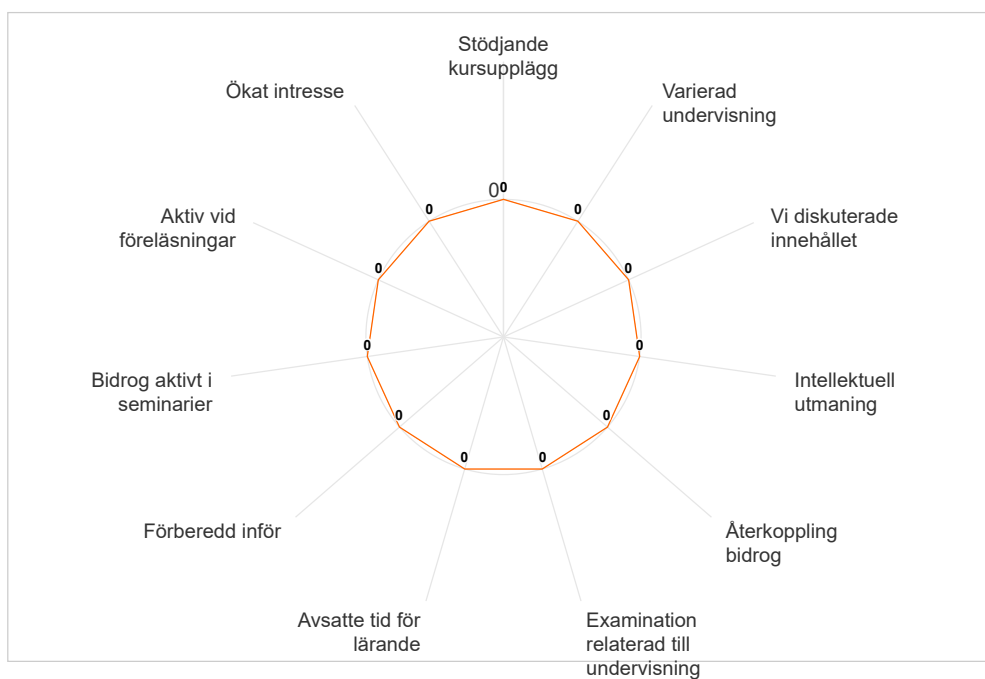 Stödjande
kursupplägg
Ökat intresse
Varierad
undervisning
0
0
0
0
Aktiv vid
föreläsningar
Vi diskuterade
innehållet
0
0
0
0
Bidrog aktivt i
seminarier
Intellektuell
utmaning
0
0
0
0
Förberedd inför
Återkoppling
bidrog
Avsatte tid för
lärande
Examination
relaterad till
undervisning